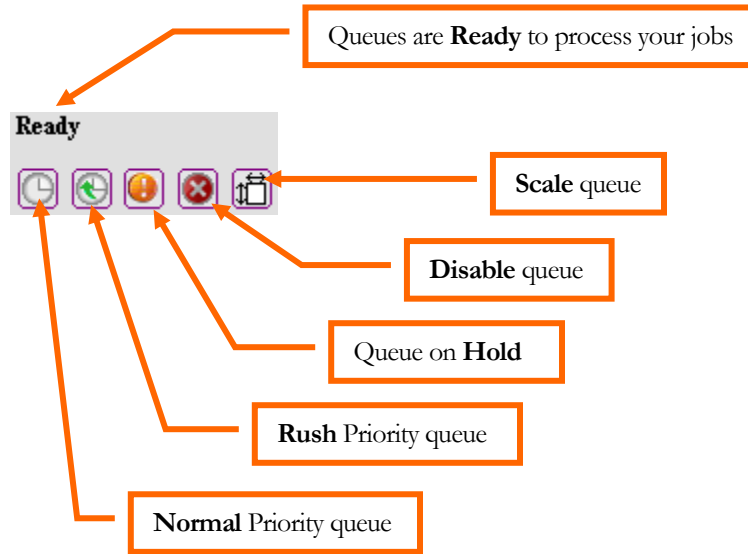 Queues are Ready to process your jobs
Ready
Scale queue
Disable queue
Queue on Hold
Rush Priority queue
Normal Priority queue